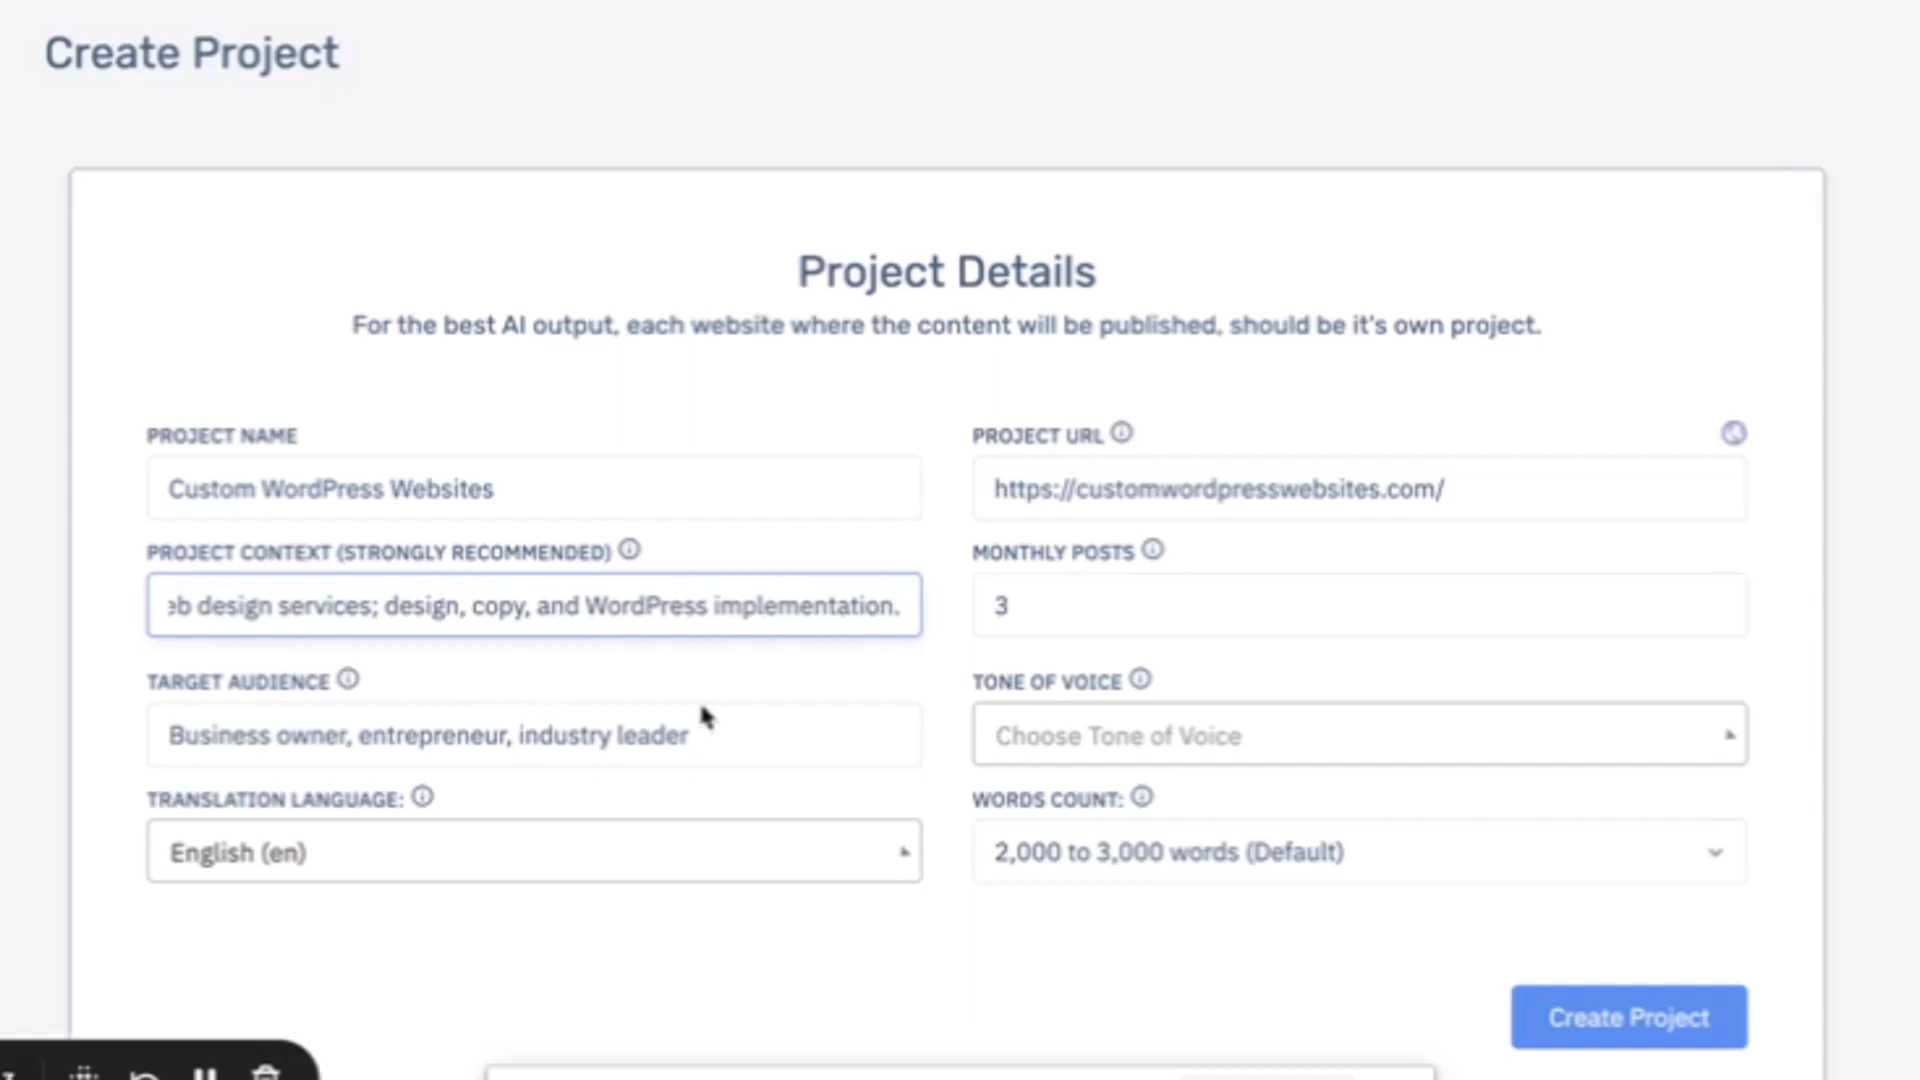 Create Project
Project Details
For the best AI output, each website where the content will be published, should be it's own project.
PROJECT NAME
Custom WordPress Websites
PROJECT URL
https://customwordpresswebsites.com/
PROJECT CONTEXT (STRONGLY RECOMMENDED)
eb design services; design, copy, and WordPress implementation.
MONTHLY POSTS
3
TARGET AUDIENCE
Business owner, entrepreneur, industry leader
TONE OF VOICE
Choose Tone of Voice
TRANSLATION LANGUAGE:
English (en)
WORDS COUNT:
2,000 to 3,000 words (Default)
Create Project